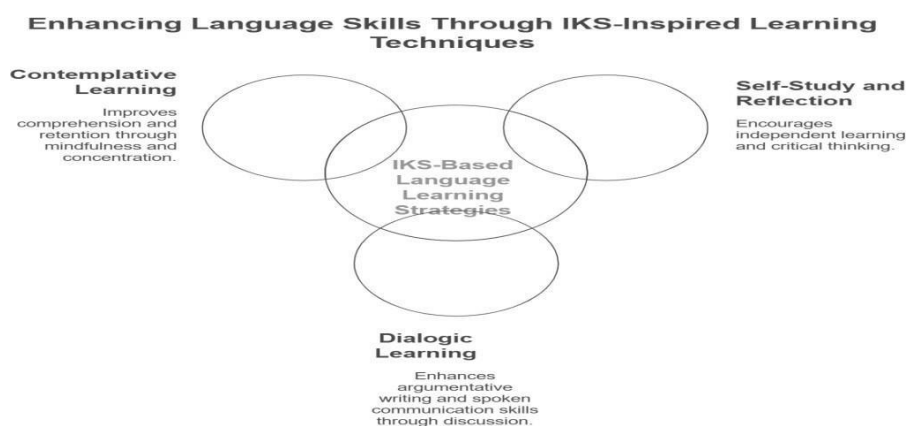 Enhancing Language Skills Through IKS-Inspired Learning
Techniques
Contemplative
Learning
Improves
comprehension and
retention through
mindfulness and
concentration.
Self-Study and
Reflection
Encourages
independent learning
and critical thinking.
IKS-Based
Language
Learning
Strategies
Dialogic
Learning
Enhances
argumentative
writing and spoken
communication skills
through discussion.